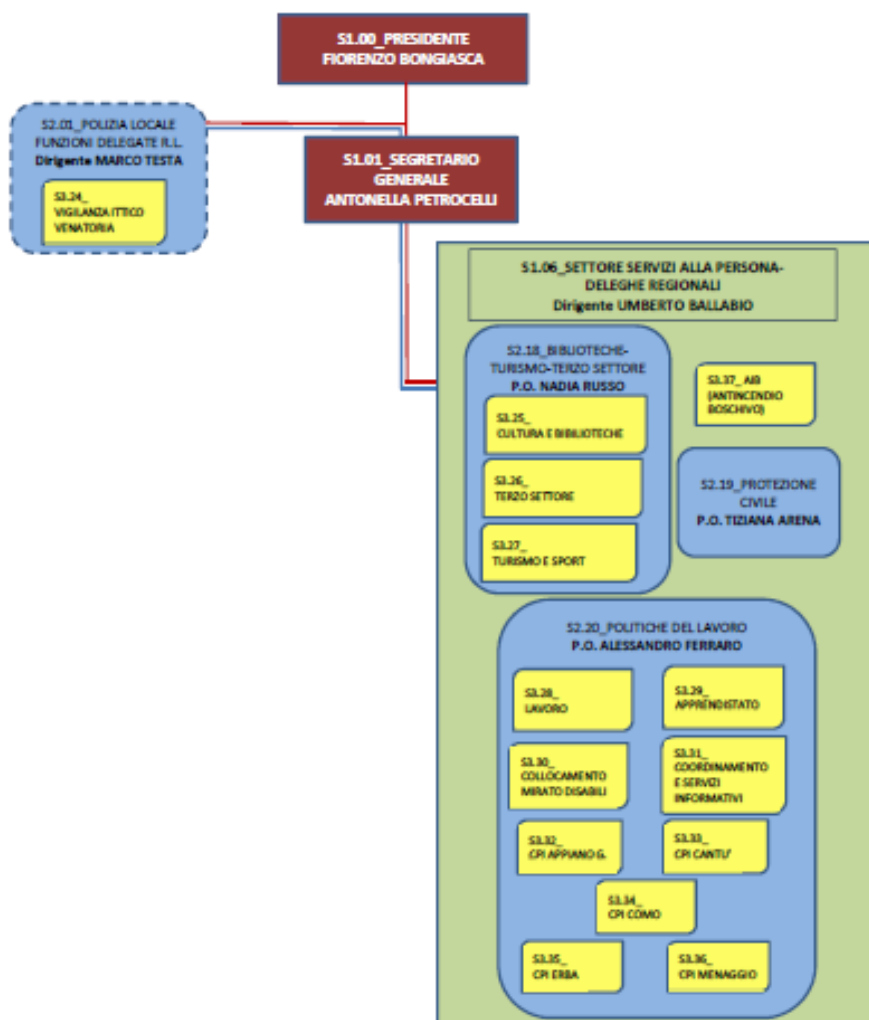 S1.00_PRESIDENTE
FIORENZO BONGIASCA
S2.01_POLIZIA LOCALE
FUNZIONI DELEGATE R.L.
Dirigente MARCO TESTA
S3.24_
VIGILANZA ITTICO
VENATORIA
S1.01_SEGRETARIO
GENERALE
ANTONELLA PETROCELLI
S1.06_SETTORE SERVIZI ALLA PERSONA-
DELEGHE REGIONALI
Dirigente UMBERTO BALLABIO
S2.18_BIBLIOTECHE-
TURISMO-TERZO SETTORE
P.O. NADIA RUSSO
S3.25_
CULTURA E BIBLIOTECHE
S3.26_
TERZO SETTORE
S3.27_
TURISMO E SPORT
S3.37_ AIB
(ANTINCENDIO
BOSCHIVO)
S2.19_PROTEZIONE
CIVILE
P.O. TIZIANA ARENA
S2.20_POLITICHE DEL LAVORO
P.O. ALESSANDRO FERRARO
S3.28_
LAVORO
S3.29_
APPRENDISTATO
S3.30_
COLLOCAMENTO
MIRATO DISABILI
S3.31_
COORDINAMENTO
E SERVIZI
INFORMATIVI
S3.32_
CPI APPIANO G.
S3.33_
CPI CANTU'
S3.34_
CPI COMO
S3.35_
CPI ERBA
S3.36_
CPI MENAGGIO